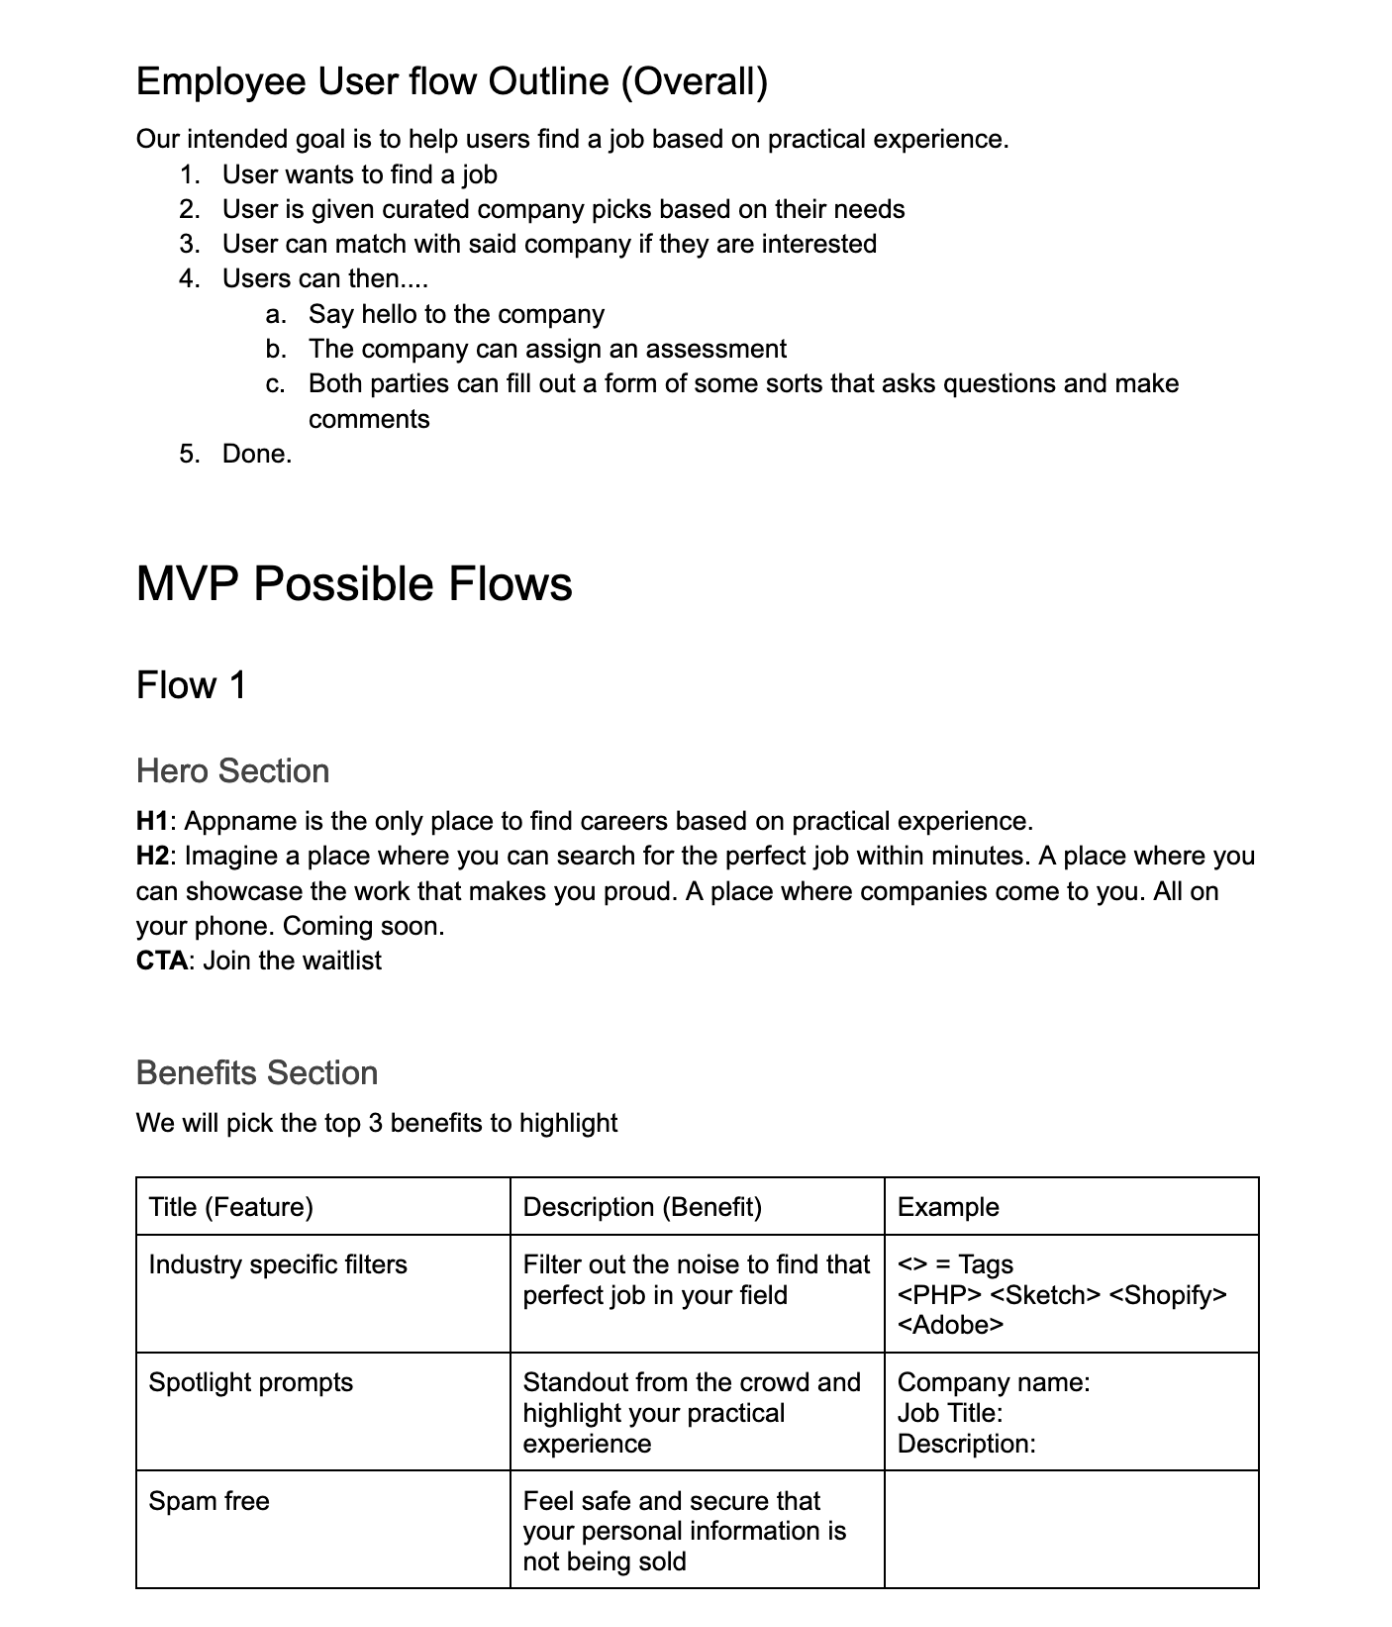 Employee User flow Outline (Overall)
Our intended goal is to help users find a job based on practical experience.
1. User wants to find a job
2. User is given curated company picks based on their needs
3. User can match with said company if they are interested
4. Users can then....
a. Say hello to the company
b. The company can assign an assessment
c. Both parties can fill out a form of some sorts that asks questions and make
comments
5. Done.
MVP Possible Flows
Flow 1
Hero Section
H1: Appname is the only place to find careers based on practical experience.
H2: Imagine a place where you can search for the perfect job within minutes. A place where you
can showcase the work that makes you proud. A place where companies come to you. All on
your phone. Coming soon.
CTA: Join the waitlist
Benefits Section
We will pick the top 3 benefits to highlight
Title (Feature)
Description (Benefit)
Example
Industry specific filters
Filter out the noise to find that
perfect job in your field
<> = Tags
<PHP> <Sketch> <Shopify>
<Adobe>
Spotlight prompts
Standout from the crowd and
highlight your practical
experience
Company name:
Job Title:
Description:
Spam free
Feel safe and secure that
your personal information is
not being sold